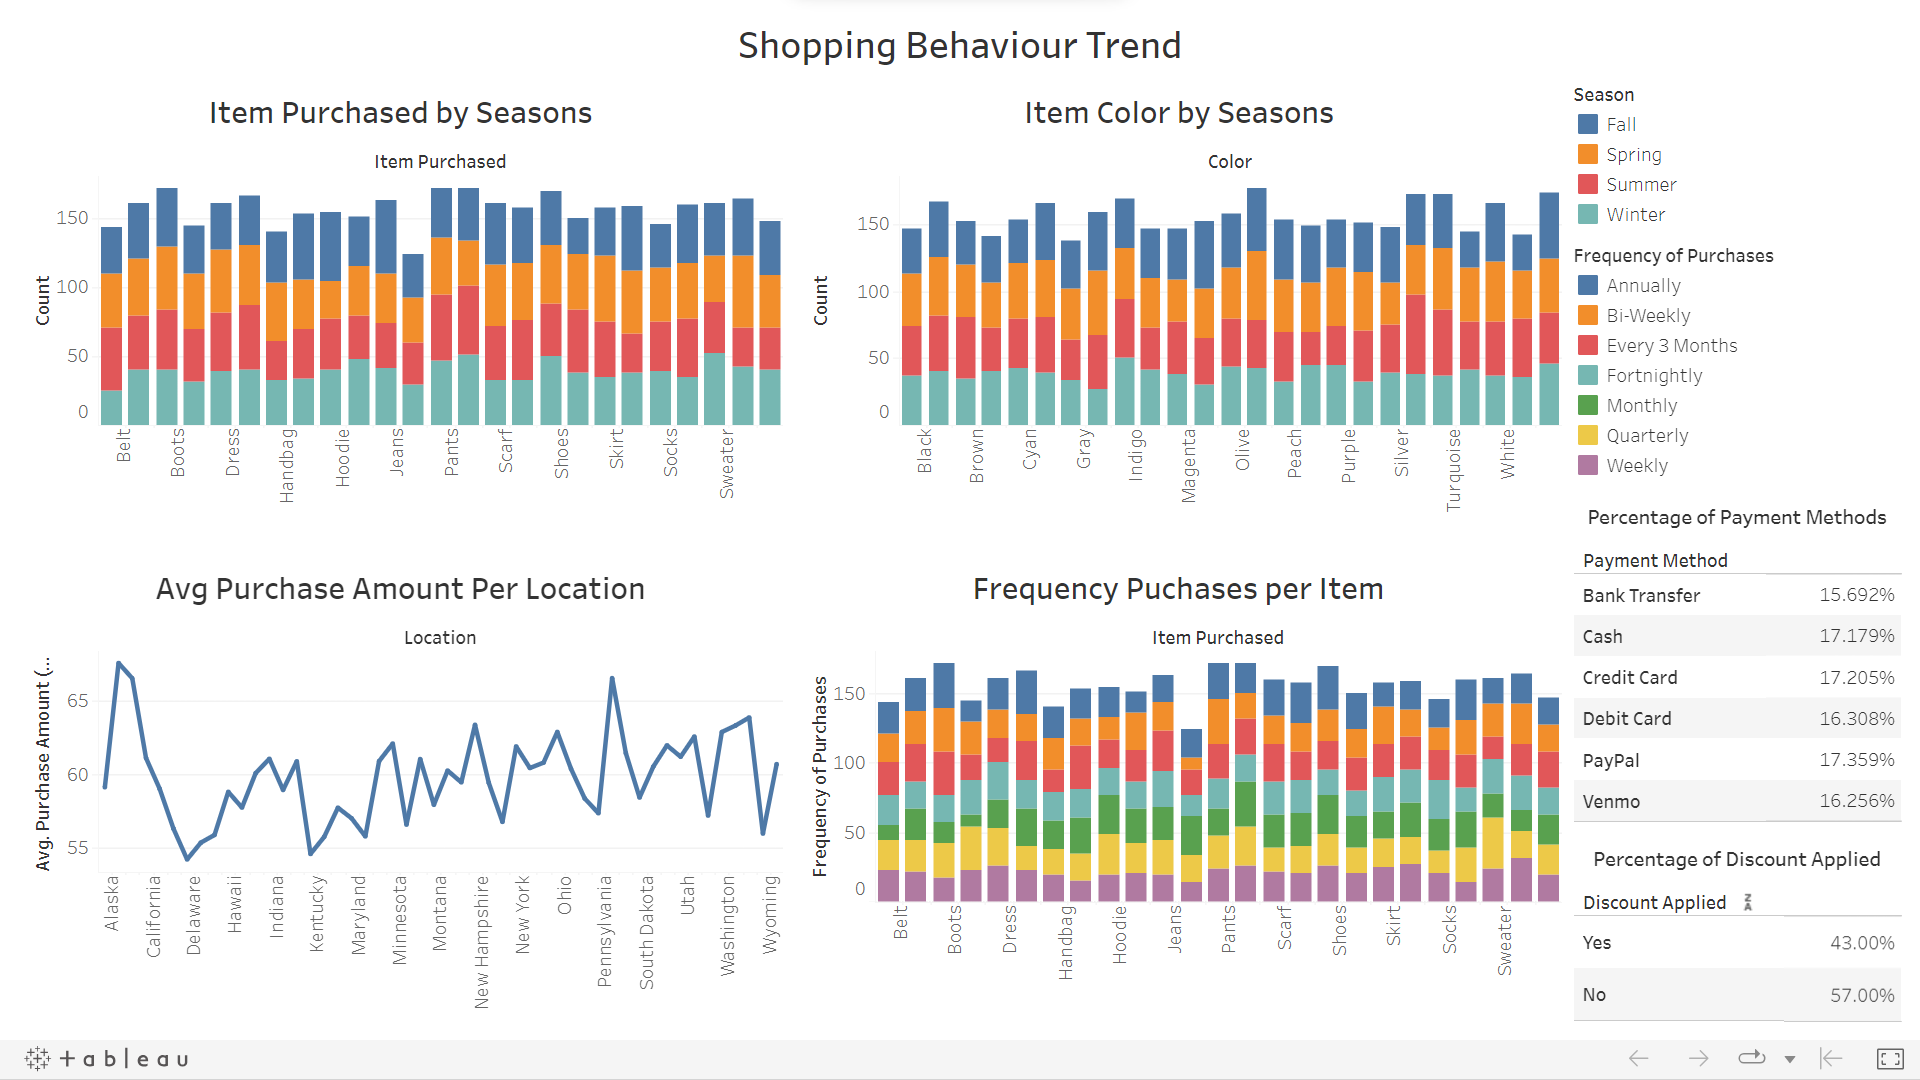 Shopping Behaviour Trend
Item Purchased by Seasons
Item Purchased
Count
150
100
50
0
Belt
Boots
Dress
Handbag
Hoodie
Jeans
Pants
Scarf
Shoes
Skirt
Socks
Sweater
Item Color by Seasons
Color
Count
150
100
50
0
Black
Brown
Cyan
Gray
Indigo
Magenta
Olive
Peach
Purple
Silver
Turquoise
White
Season
Fall
Spring
Summer
Winter
Frequency of Purchases
Annually
Bi-Weekly
Every 3 Months
Fortnightly
Monthly
Quarterly
Weekly
Avg Purchase Amount Per Location
Location
Avg. Purchase Amount (...
65
60
55
Alaska
California
Delaware
Hawaii
Indiana
Kentucky
Maryland
Minnesota
Montana
New Hampshire
New York
Ohio
Pennsylvania
South Dakota
Utah
Washington
Wyoming
Frequency Puchases per Item
Item Purchased
Frequency of Purchases
150
100
50
0
Belt
Boots
Dress
Handbag
Hoodie
Jeans
Pants
Scarf
Shoes
Skirt
Socks
Sweater
Percentage of Payment Methods
Payment Method
Bank Transfer 15.692%
Cash 17.179%
Credit Card 17.205%
Debit Card 16.308%
PayPal 17.359%
Venmo 16.256%
Percentage of Discount Applied
Discount Applied
Yes 43.00%
No 57.00%
tableau